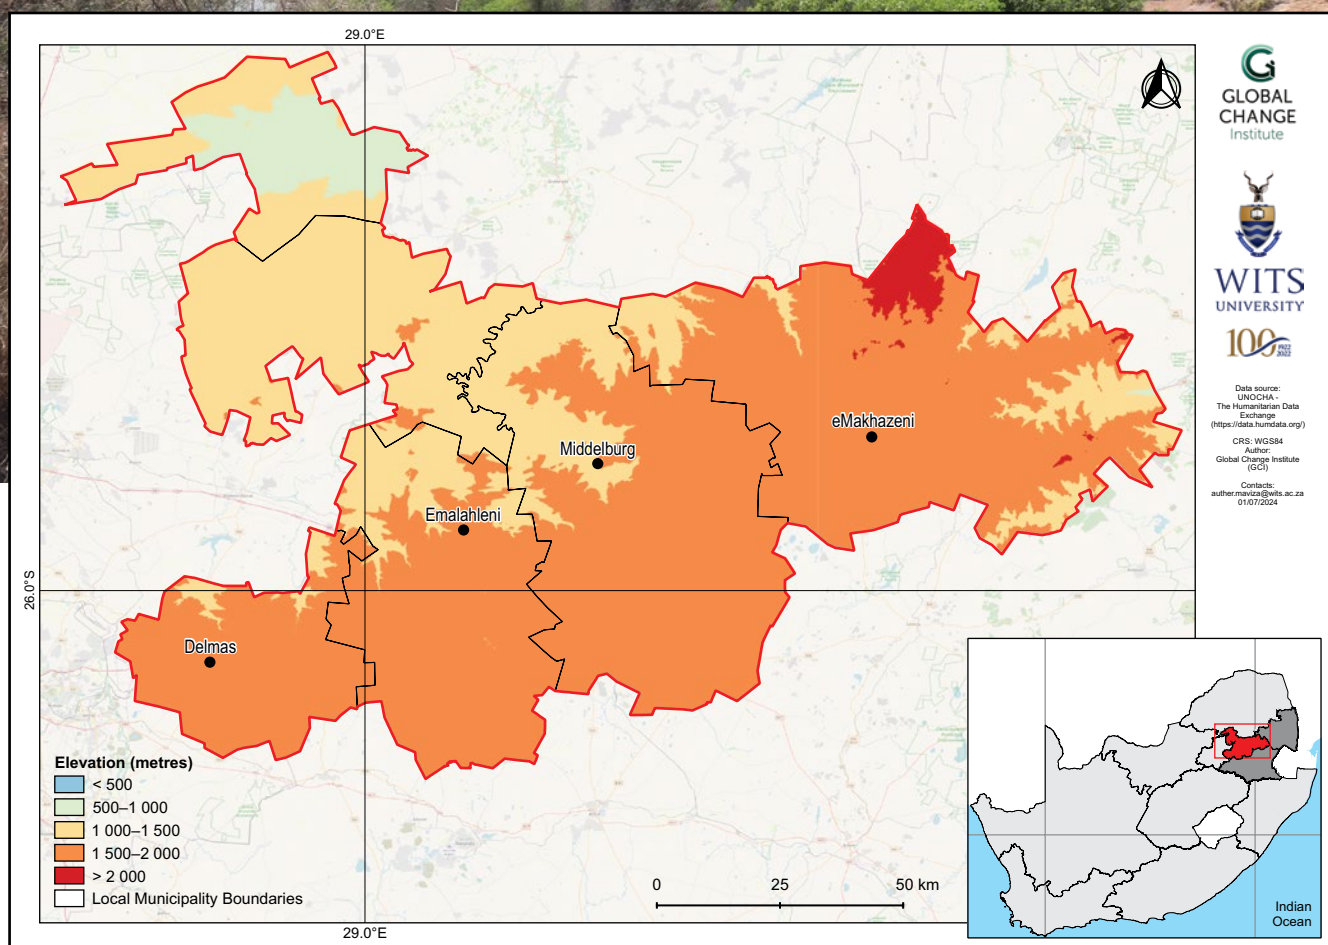 29.0°E
GLOBAL
CHANGE
Institute
WITS
UNIVERSITY
100
1922
2022
Data source:
UNOCHA -
The Humanitarian Data
Exchange
(https://data.humdata.org/)
CRS: WGS84
Author:
Global Change Institute
(GCI)
Contacts:
auther.maviza@wits.ac.za
01/07/2024
eMakhazeni
Middelburg
Emalahleni
26.0°S
Delmas
Elevation (metres)
< 500
500–1 000
1 000–1 500
1 500–2 000
> 2 000
Local Municipality Boundaries
0 25 50 km
29.0°E
Indian
Ocean